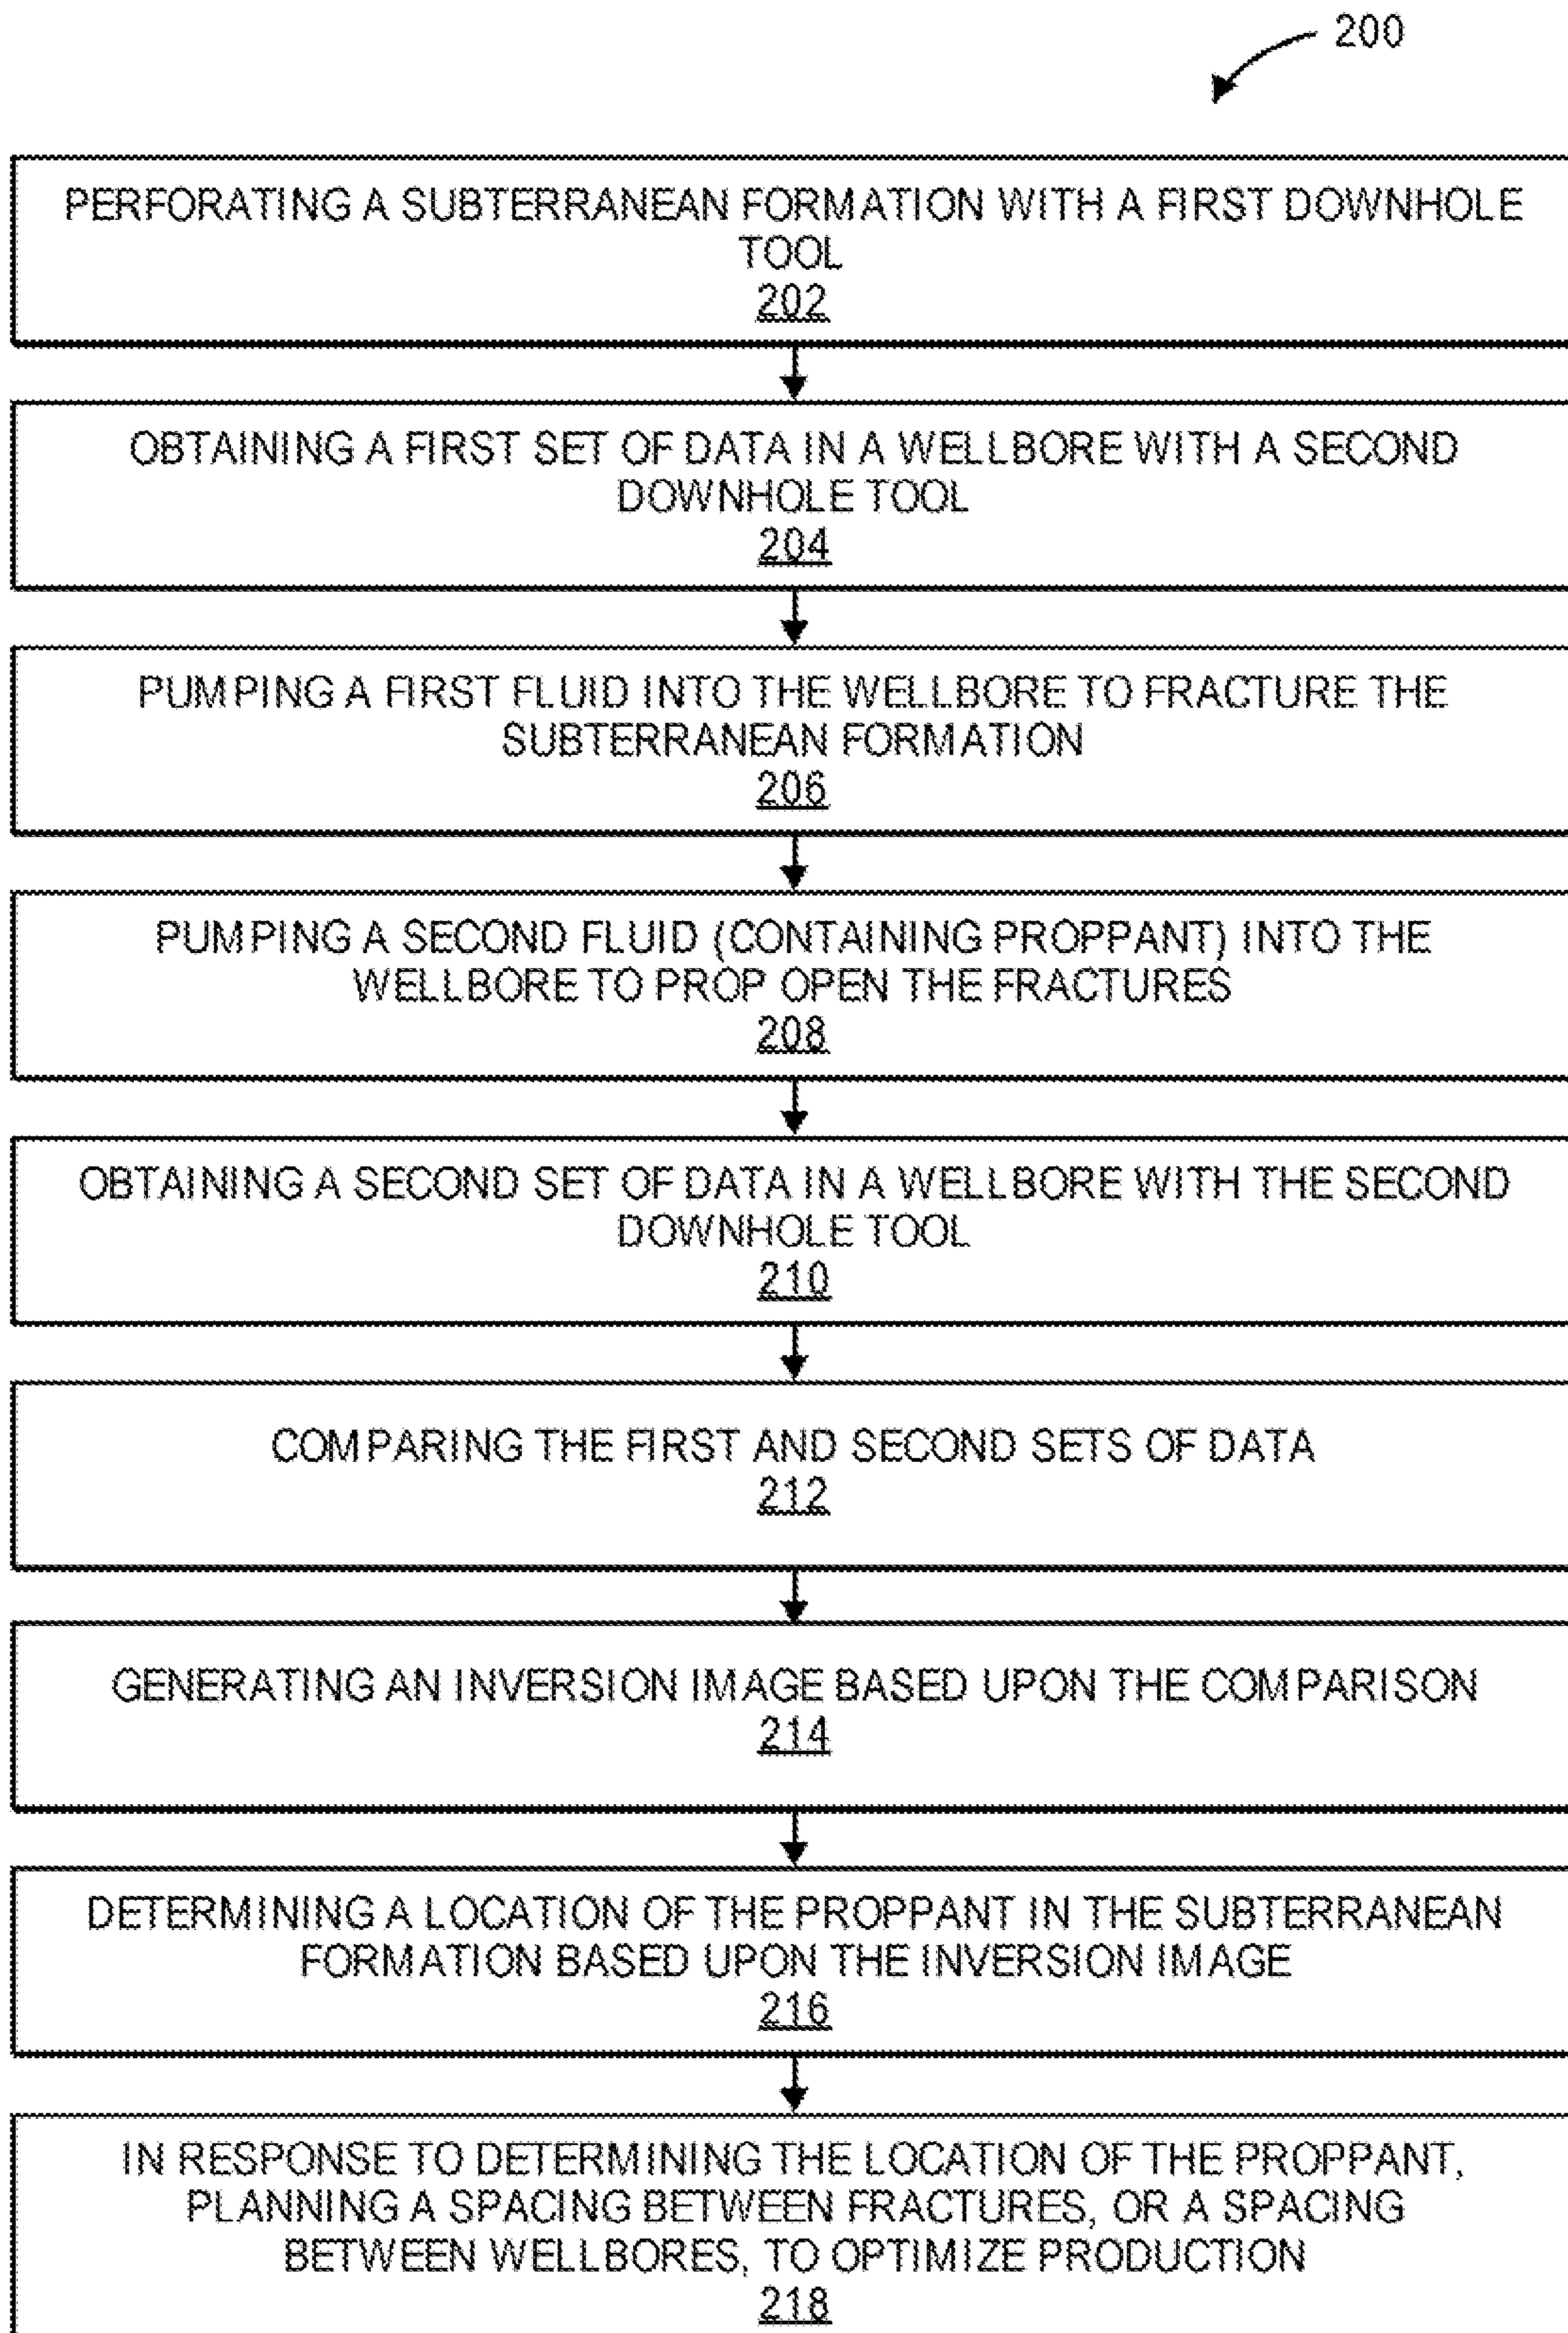 200
PERFORATING A SUBTERRANEAN FORMATION WITH A FIRST DOWNHOLE
TOOL
202
OBTAINING A FIRST SET OF DATA IN A WELLBORE WITH A SECOND
DOWNHOLE TOOL
204
PUMPING A FIRST FLUID INTO THE WELLBORE TO FRACTURE THE
SUBTERRANEAN FORMATION
206
PUMPING A SECOND FLUID (CONTAINING PROPPANT) INTO THE
WELLBORE TO PROP OPEN THE FRACTURES
208
OBTAINING A SECOND SET OF DATA IN A WELLBORE WITH THE SECOND
DOWNHOLE TOOL
210
COMPARING THE FIRST AND SECOND SETS OF DATA
212
GENERATING AN INVERSION IMAGE BASED UPON THE COMPARISON
214
DETERMINING A LOCATION OF THE PROPPANT IN THE SUBTERRANEAN
FORMATION BASED UPON THE INVERSION IMAGE
216
IN RESPONSE TO DETERMINING THE LOCATION OF THE PROPPANT,
PLANNING A SPACING BETWEEN FRACTURES, OR A SPACING
BETWEEN WELLBORES, TO OPTIMIZE PRODUCTION
218